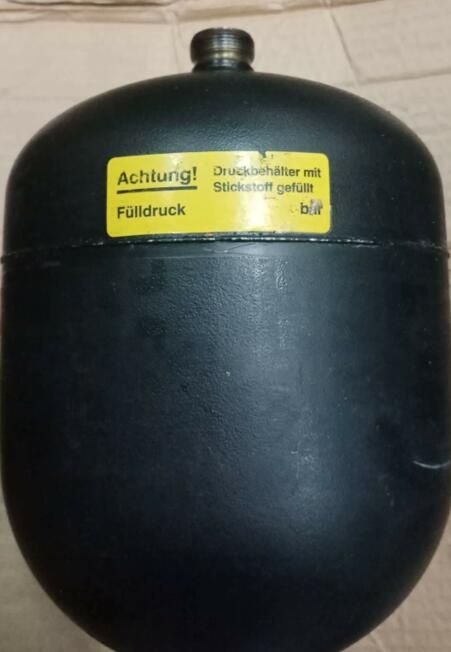 Achtung!
Druckbehälter mit
Stickstoff gefüllt
Fülldruck
bar